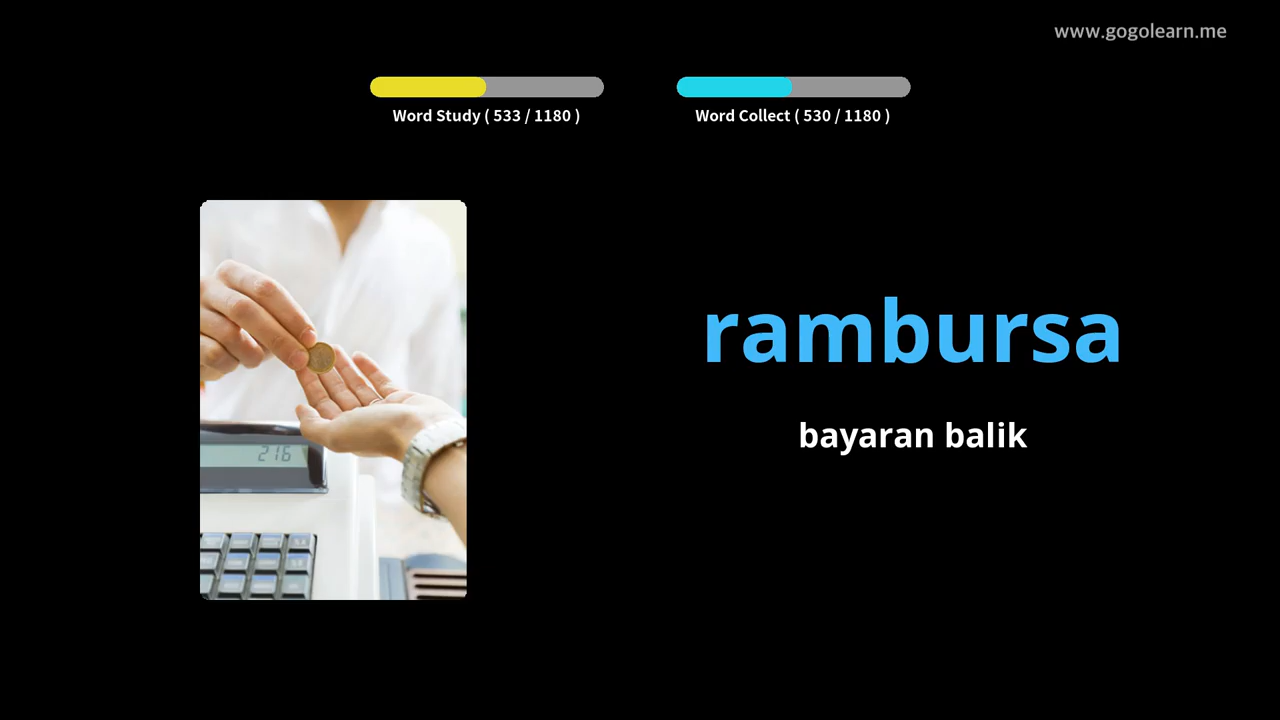 www.gogolearn.me
Word Study ( 533 / 1180 )
Word Collect ( 530 / 1180 )
rambursa
bayaran balik
216